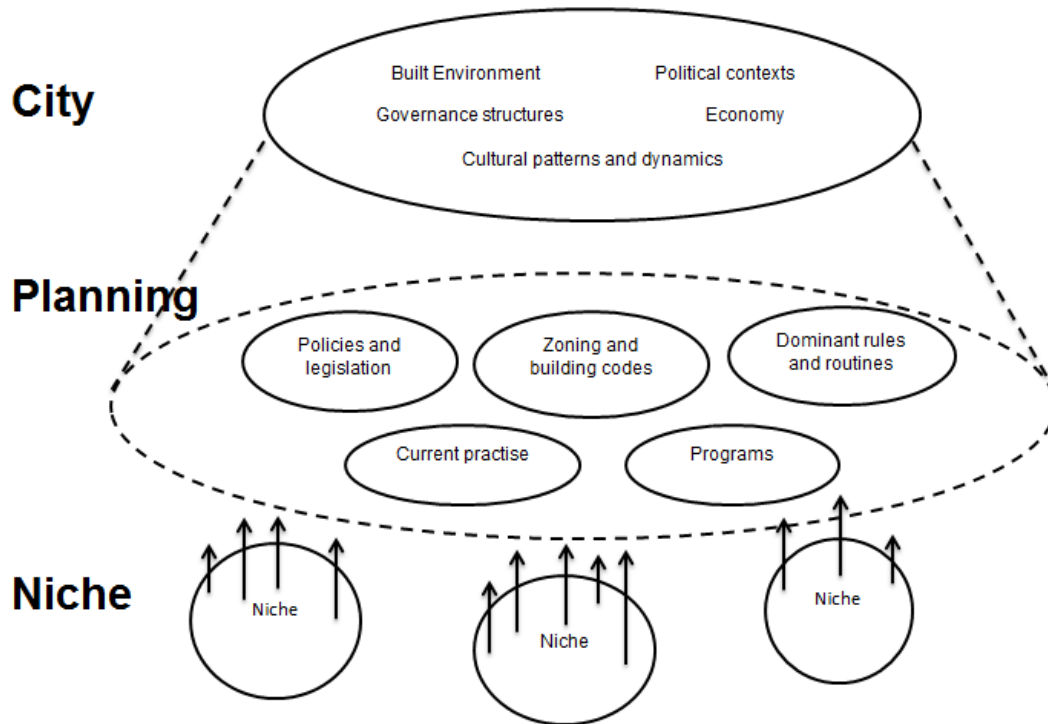 City
Built Environment
Political contexts
Governance structures
Economy
Cultural patterns and dynamics
Planning
Policies and
legislation
Zoning and
building codes
Dominant rules
and routines
Current practise
Programs
Niche
Niche
Niche
Niche